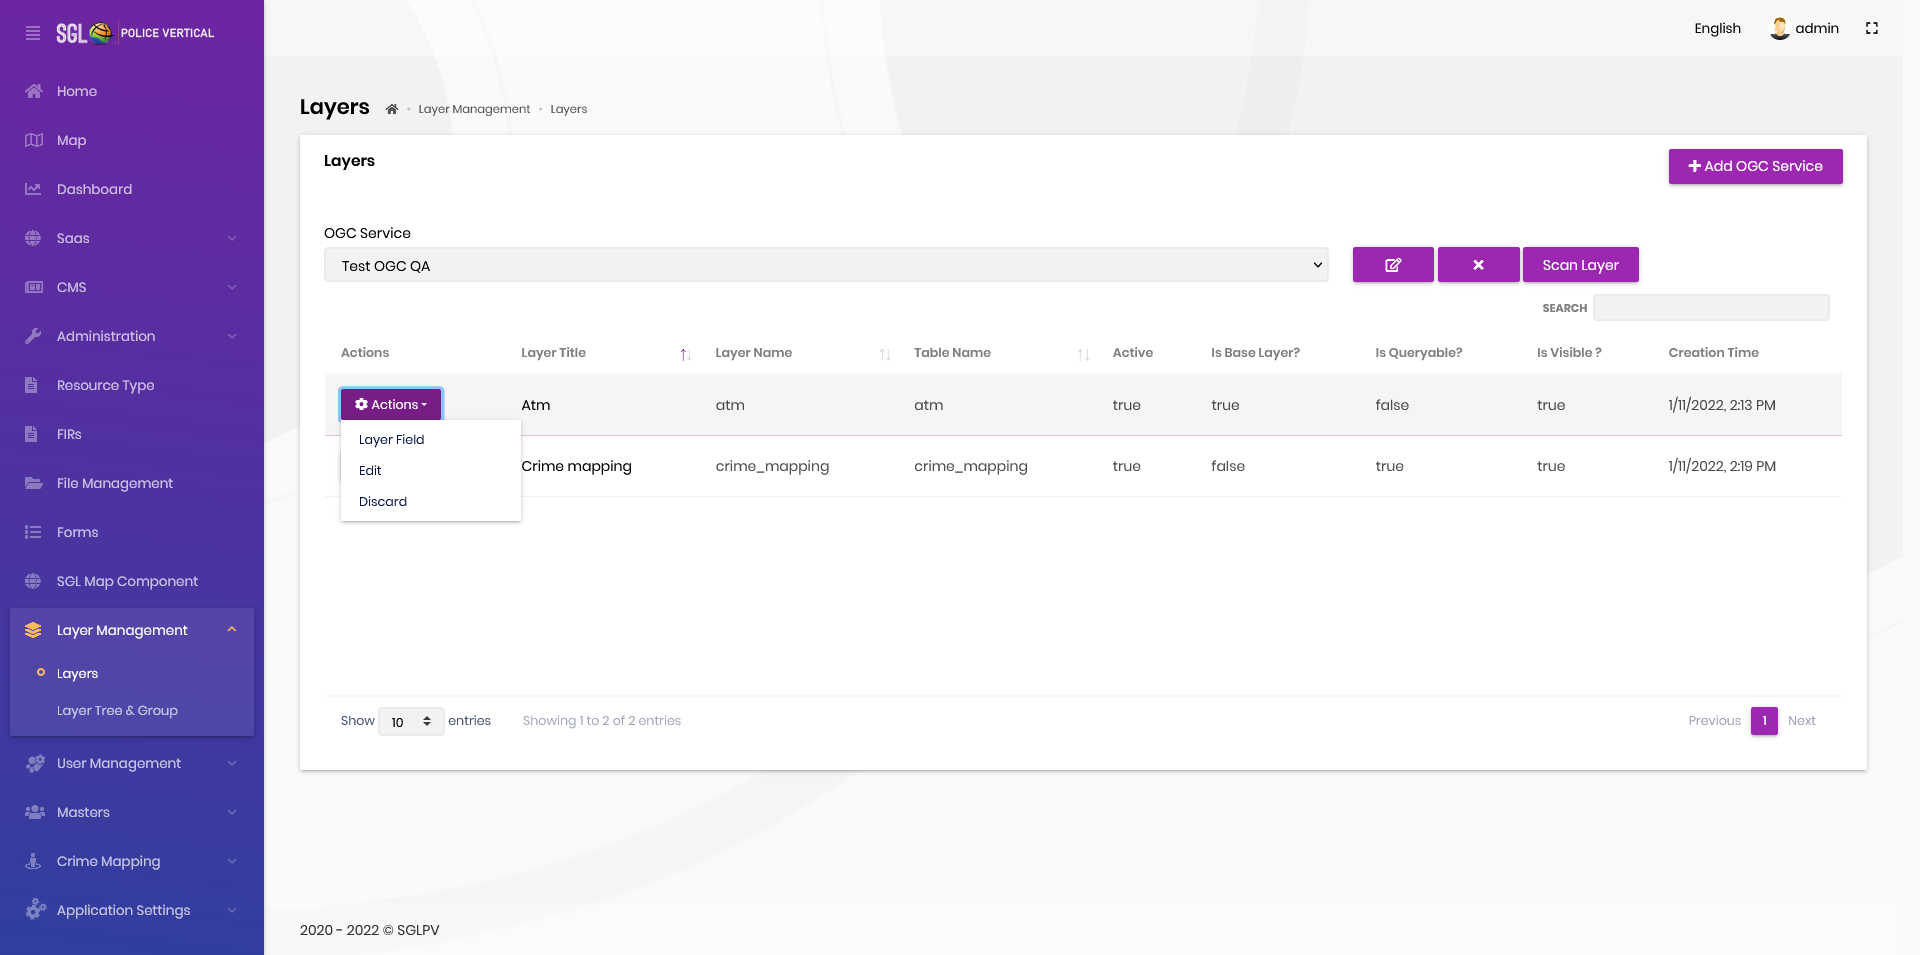 SGL POLICE VERTICAL
English
admin
Home
Map
Dashboard
Saas
CMS
Administration
Resource Type
FIRs
File Management
Forms
SGL Map Component
Layer Management
Layers
Layer Tree & Group
User Management
Masters
Crime Mapping
Application Settings
Layers
Layer Management
Layers
Layers
Add OGC Service
OGC Service
Test OGC QA
Scan Layer
SEARCH
Actions Layer Title Layer Name Table Name Active Is Base Layer? Is Queryable? Is Visible ? Creation Time
Actions Atm atm atm true true false true 1/11/2022, 2:13 PM
Layer Field
Edit
Discard
Crime mapping crime_mapping crime_mapping true false true true 1/11/2022, 2:19 PM
Show 10 entries Showing 1 to 2 of 2 entries Previous 1 Next
2020 - 2022 © SGLPV